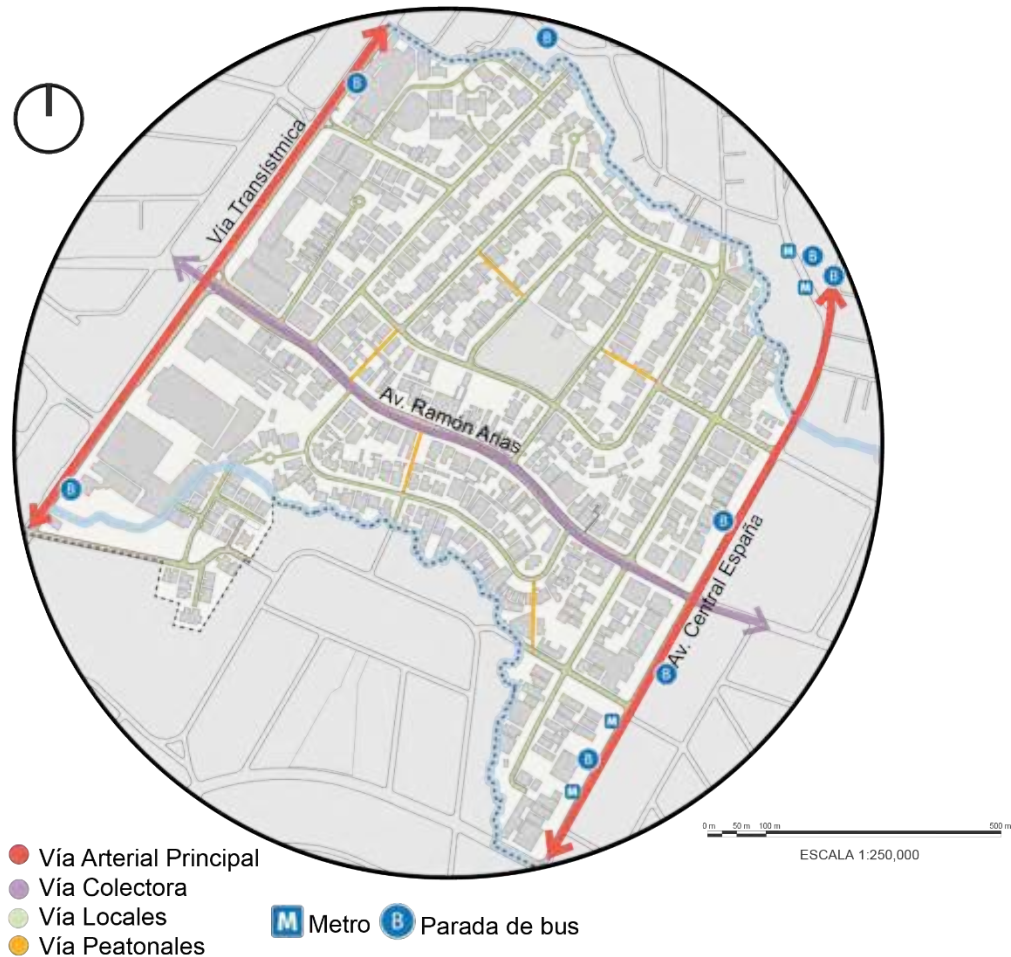 B
B
Vía Transístmica
M
B
B
M
Av. Ramón Arias
B
B
Av. Central España
B
M
B
M
0 m 50 m 100 m 500 m
ESCALA 1:250,000
Vía Arterial Principal
Vía Colectora
Vía Locales
Vía Peatonales
M Metro B Parada de bus